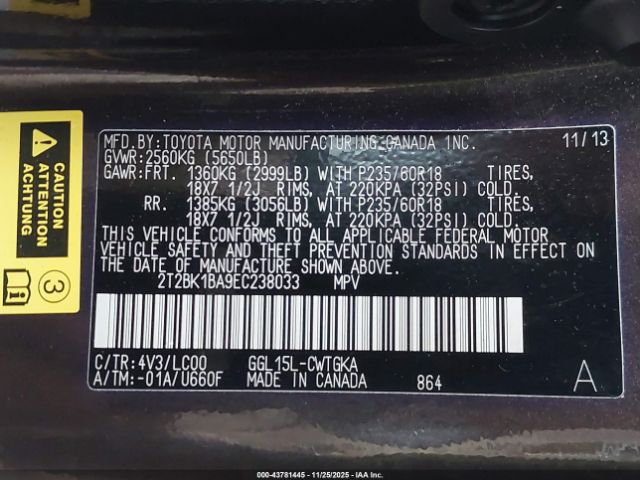 MFD.BY:TOYOTA MOTOR MANUFACTURING CANADA INC. 11/13
GVWR:2560KG (5650LB)
GAWR:FRT. 1360KG (2999LB) WITH P235/60R18 TIRES,
18X7 1/2J RIMS, AT 220KPA (32PSI) COLD.
RR. 1385KG (3056LB) WITH P235/60R18 TIRES,
18X7 1/2J RIMS, AT 220KPA (32PSI) COLD.
THIS VEHICLE CONFORMS TO ALL APPLICABLE FEDERAL MOTOR
VEHICLE SAFETY AND THEFT PREVENTION STANDARDS IN EFFECT ON
THE DATE OF MANUFACTURE SHOWN ABOVE.
2T2BK1BA9EC238033 MPV
C/TR:4V3/LC00 GGL15L-CWTGKA
A/TM:-01A/U660F MADE IN CANADA 864 A
3
000-43781445 - 11/25/2025 - IAA, Inc.